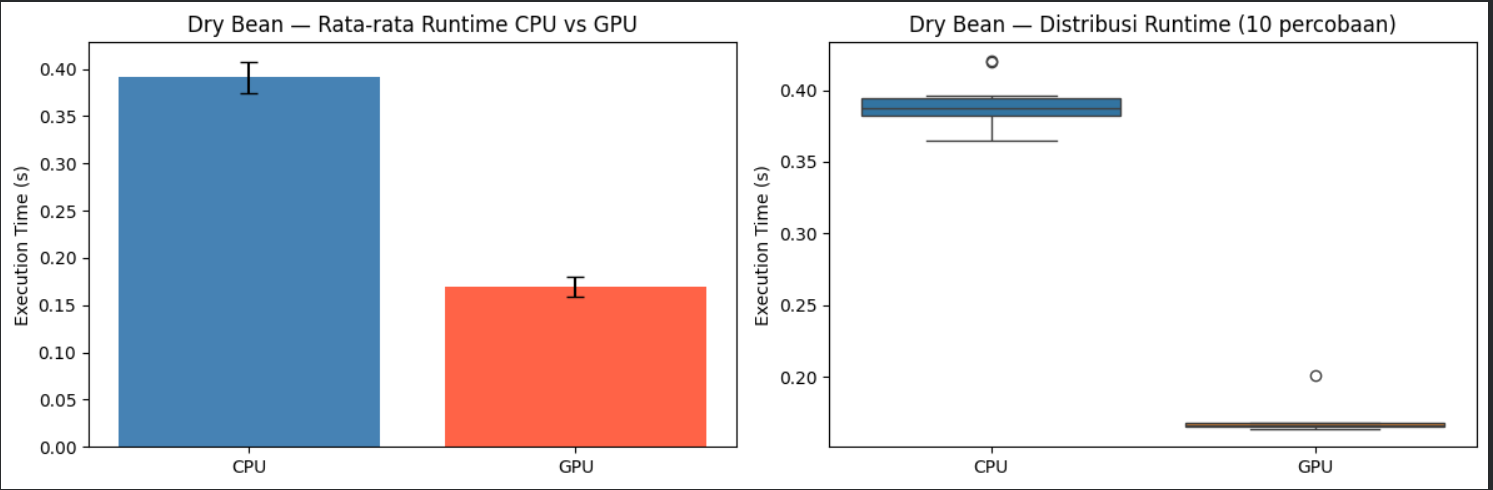 Dry Bean — Rata-rata Runtime CPU vs GPU
Execution Time (s)
0.40
0.35
0.30
0.25
0.20
0.15
0.10
0.05
0.00
CPU
GPU
Dry Bean — Distribusi Runtime (10 percobaan)
Execution Time (s)
0.40
0.35
0.30
0.25
0.20
CPU
GPU